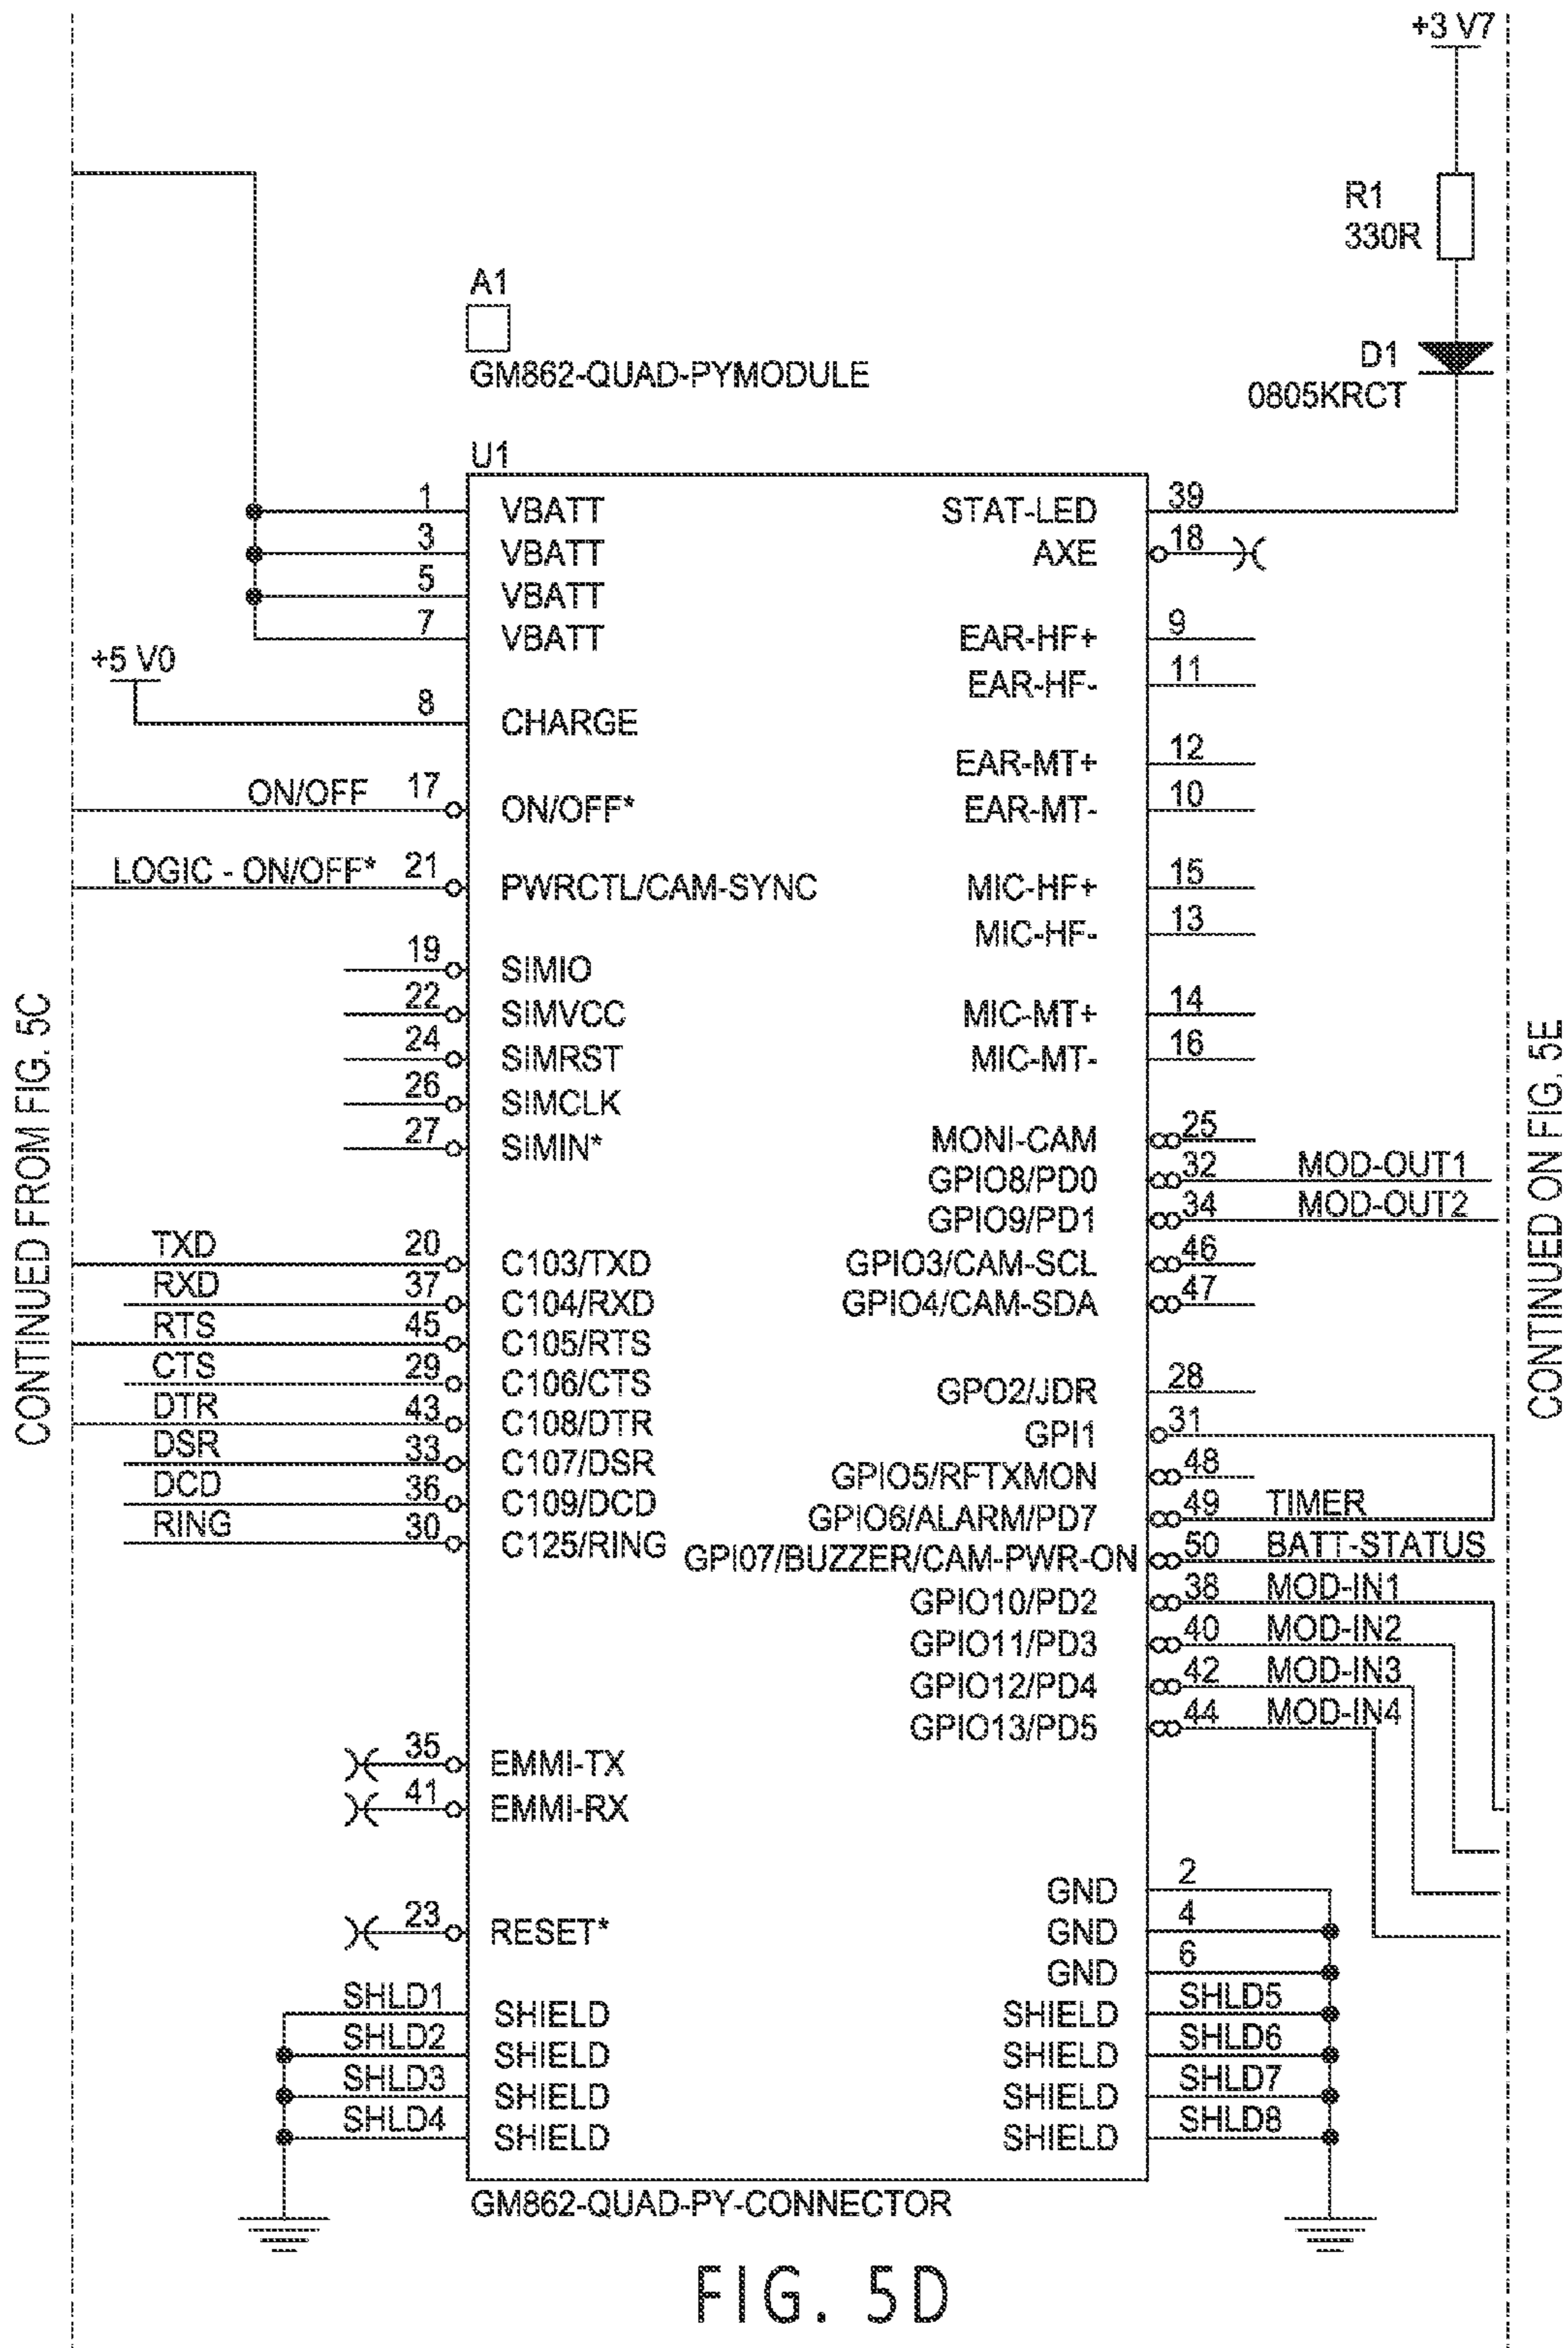 +3 V7
R1
330R
A1
GM862-QUAD-PYMODULE
D1
0805KRCT
U1
1 VBATT
STAT-LED 39
3 VBATT
AXE 18
5 VBATT
7 VBATT
EAR-HF+ 9
+5 V0
EAR-HF- 11
8 CHARGE
EAR-MT+ 12
ON/OFF 17 ON/OFF*
EAR-MT- 10
LOGIC - ON/OFF* 21 PWRCTL/CAM-SYNC
MIC-HF+ 15
MIC-HF- 13
19 SIMIO
22 SIMVCC
MIC-MT+ 14
24 SIMRST
MIC-MT- 16
26 SIMCLK
27 SIMIN*
MONI-CAM 25
GPIO8/PD0 32 MOD-OUT1
GPIO9/PD1 34 MOD-OUT2
TXD 20 C103/TXD
GPIO3/CAM-SCL 46
RXD 37 C104/RXD
GPIO4/CAM-SDA 47
RTS 45 C105/RTS
CTS 29 C106/CTS
GPO2/JDR 28
DTR 43 C108/DTR
GPI1 31
DSR 33 C107/DSR
GPIO5/RFTXMON 48
DCD 36 C109/DCD
GPIO6/ALARM/PD7 49 TIMER
RING 30 C125/RING
GPI07/BUZZER/CAM-PWR-ON 50 BATT-STATUS
GPIO10/PD2 38 MOD-IN1
GPIO11/PD3 40 MOD-IN2
GPIO12/PD4 42 MOD-IN3
GPIO13/PD5 44 MOD-IN4
35 EMMI-TX
41 EMMI-RX
GND 2
23 RESET*
GND 4
GND 6
SHLD1 SHIELD
SHIELD SHLD5
SHLD2 SHIELD
SHIELD SHLD6
SHLD3 SHIELD
SHIELD SHLD7
SHLD4 SHIELD
SHIELD SHLD8
GM862-QUAD-PY-CONNECTOR
CONTINUED FROM FIG. 5C
CONTINUED ON FIG. 5E
FIG. 5D